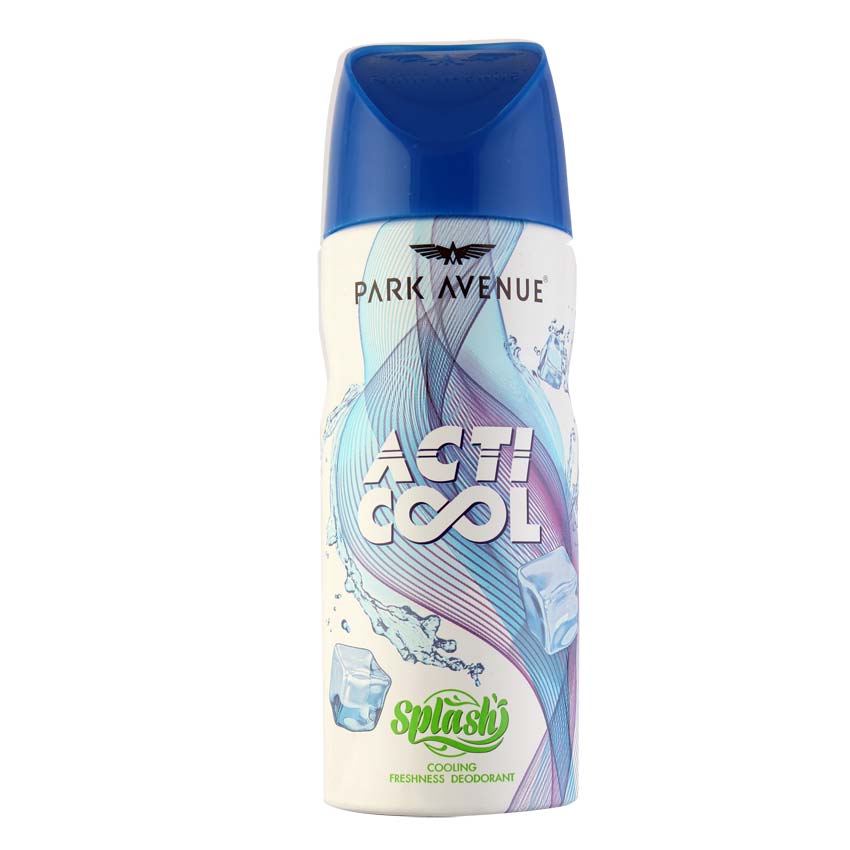 PARK AVENUE®
ACTI
COOL
Splash
COOLING
FRESHNESS DEODORANT